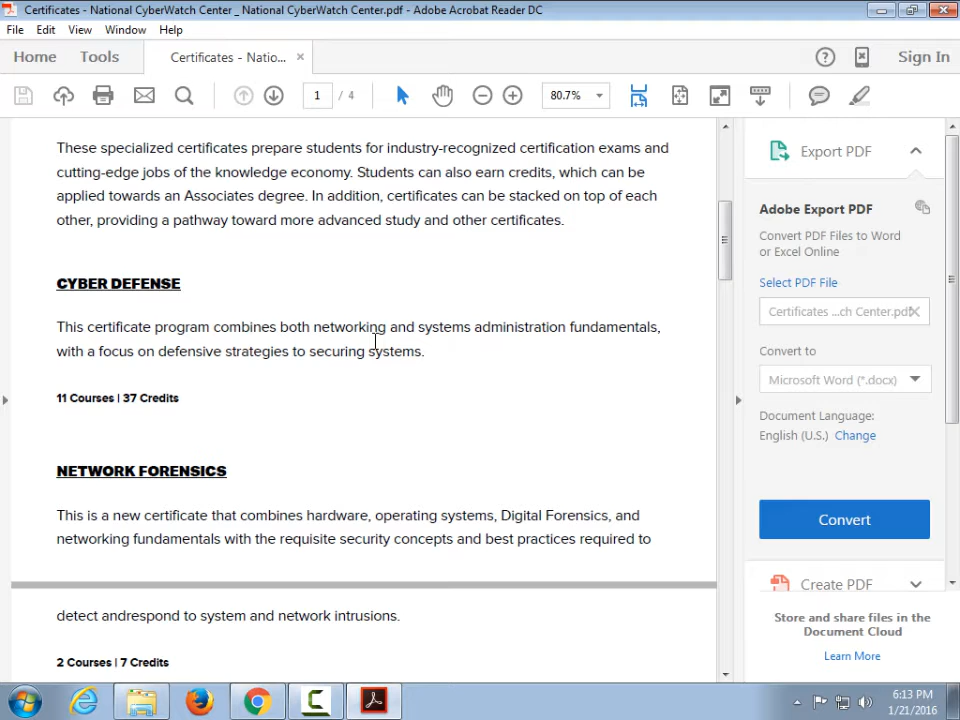 Certificates - National CyberWatch Center _ National CyberWatch Center.pdf - Adobe Acrobat Reader DC
File Edit View Window Help
Home Tools Certificates - Natio... × Sign In
1 / 4 80.7%
These specialized certificates prepare students for industry-recognized certification exams and
cutting-edge jobs of the knowledge economy. Students can also earn credits, which can be
applied towards an Associates degree. In addition, certificates can be stacked on top of each
other, providing a pathway toward more advanced study and other certificates.
CYBER DEFENSE
This certificate program combines both networking and systems administration fundamentals,
with a focus on defensive strategies to securing systems.
11 Courses | 37 Credits
NETWORK FORENSICS
This is a new certificate that combines hardware, operating systems, Digital Forensics, and
networking fundamentals with the requisite security concepts and best practices required to
detect andrespond to system and network intrusions.
2 Courses | 7 Credits
Export PDF
Adobe Export PDF
Convert PDF Files to Word
or Excel Online
Select PDF File
Certificates ...ch Center.pdf
Convert to
Microsoft Word (*.docx)
Document Language:
English (U.S.) Change
Convert
Create PDF
Store and share files in the
Document Cloud
Learn More
6:13 PM
1/21/2016